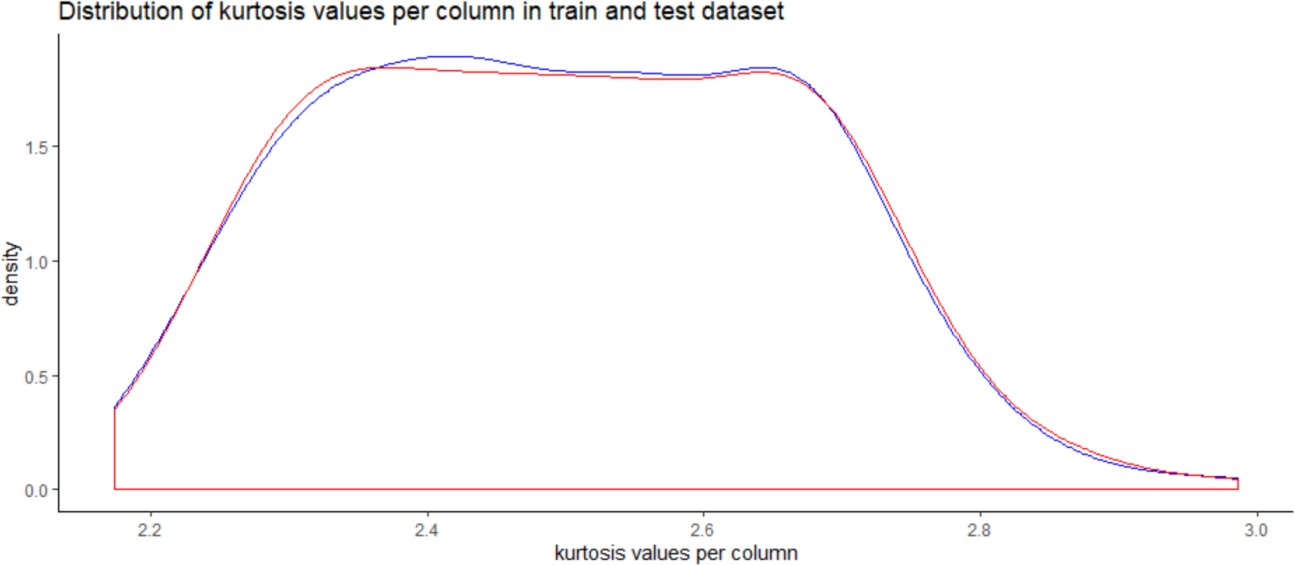 Distribution of kurtosis values per column in train and test dataset
density
1.5
1.0
0.5
0.0
2.2 2.4 2.6 2.8 3.0
kurtosis values per column